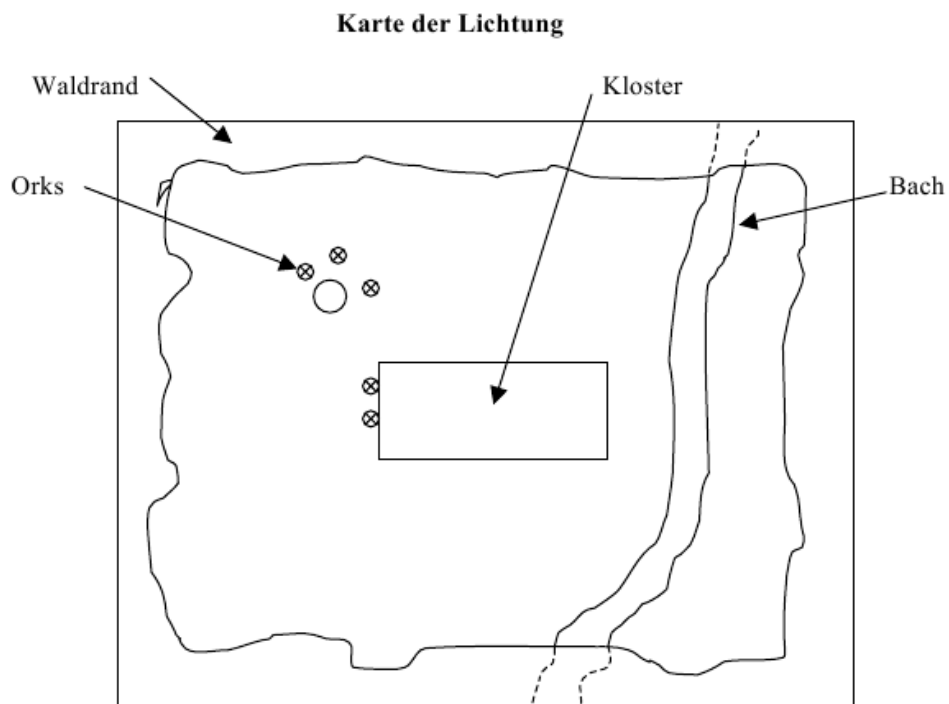 Karte der Lichtung
Waldrand
Kloster
Orks
Bach